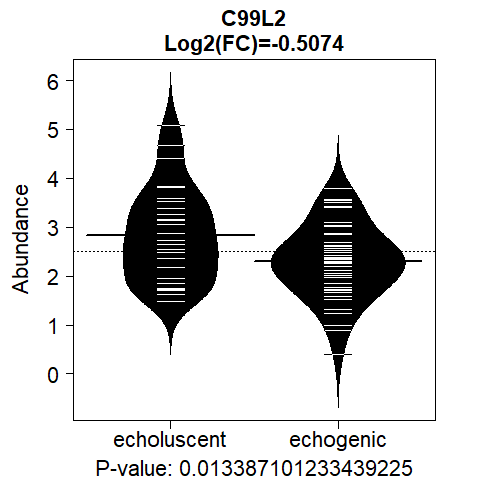 C99L2
Log2(FC)=-0.5074
Abundance
6
5
4
3
2
1
0
echoluscent echogenic
P-value: 0.013387101233439225